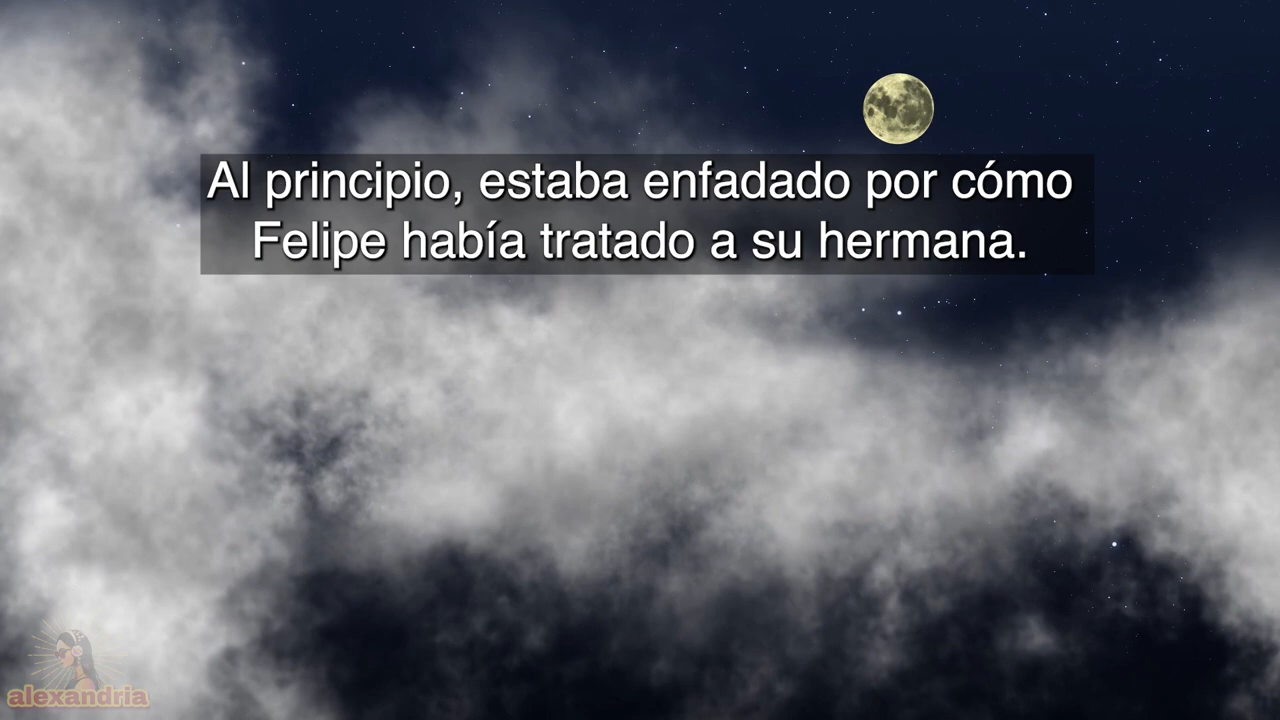 Al principio, estaba enfadado por cómo
Felipe había tratado a su hermana.
alexandria